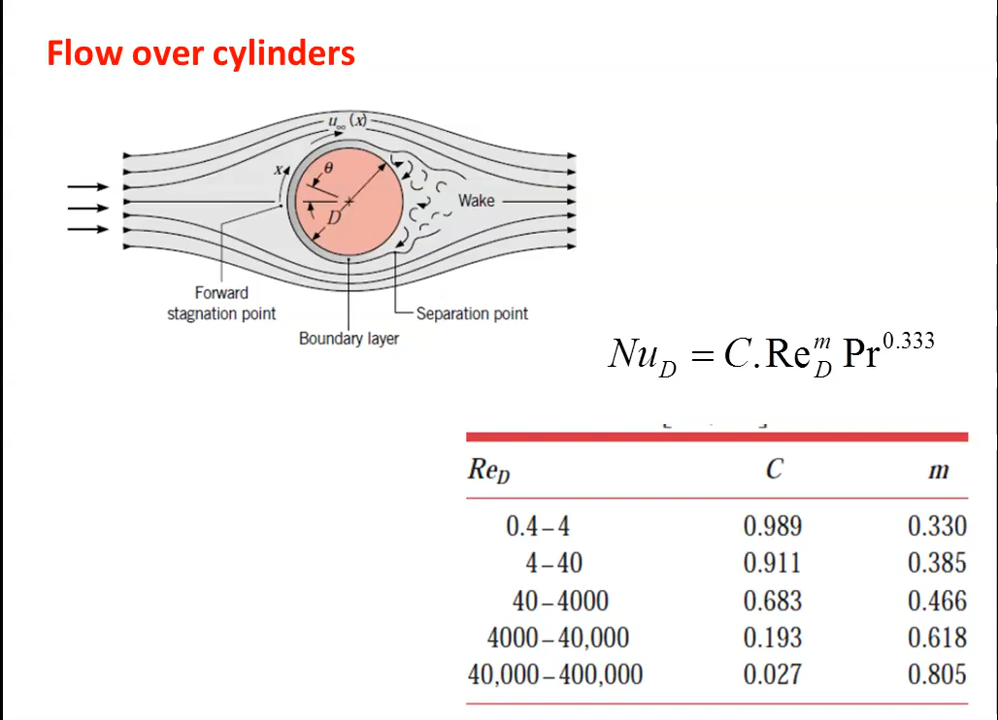 Flow over cylinders
u∞ (x)
x
θ
D
Wake
Forward
stagnation point
Separation point
Boundary layer
Nu_D = C.Re_D^m Pr^0.333
Re_D C m
0.4–4 0.989 0.330
4–40 0.911 0.385
40–4000 0.683 0.466
4000–40,000 0.193 0.618
40,000–400,000 0.027 0.805